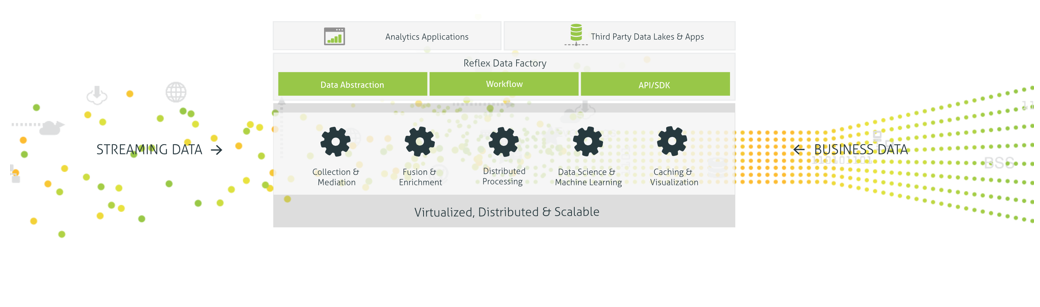 Analytics Applications
Third Party Data Lakes & Apps
Reflex Data Factory
Data Abstraction
Workflow
API/SDK
STREAMING DATA
BUSINESS DATA
BSS
Collection &
Mediation
Fusion &
Enrichment
Distributed
Processing
Data Science &
Machine Learning
Caching &
Visualization
Virtualized, Distributed & Scalable